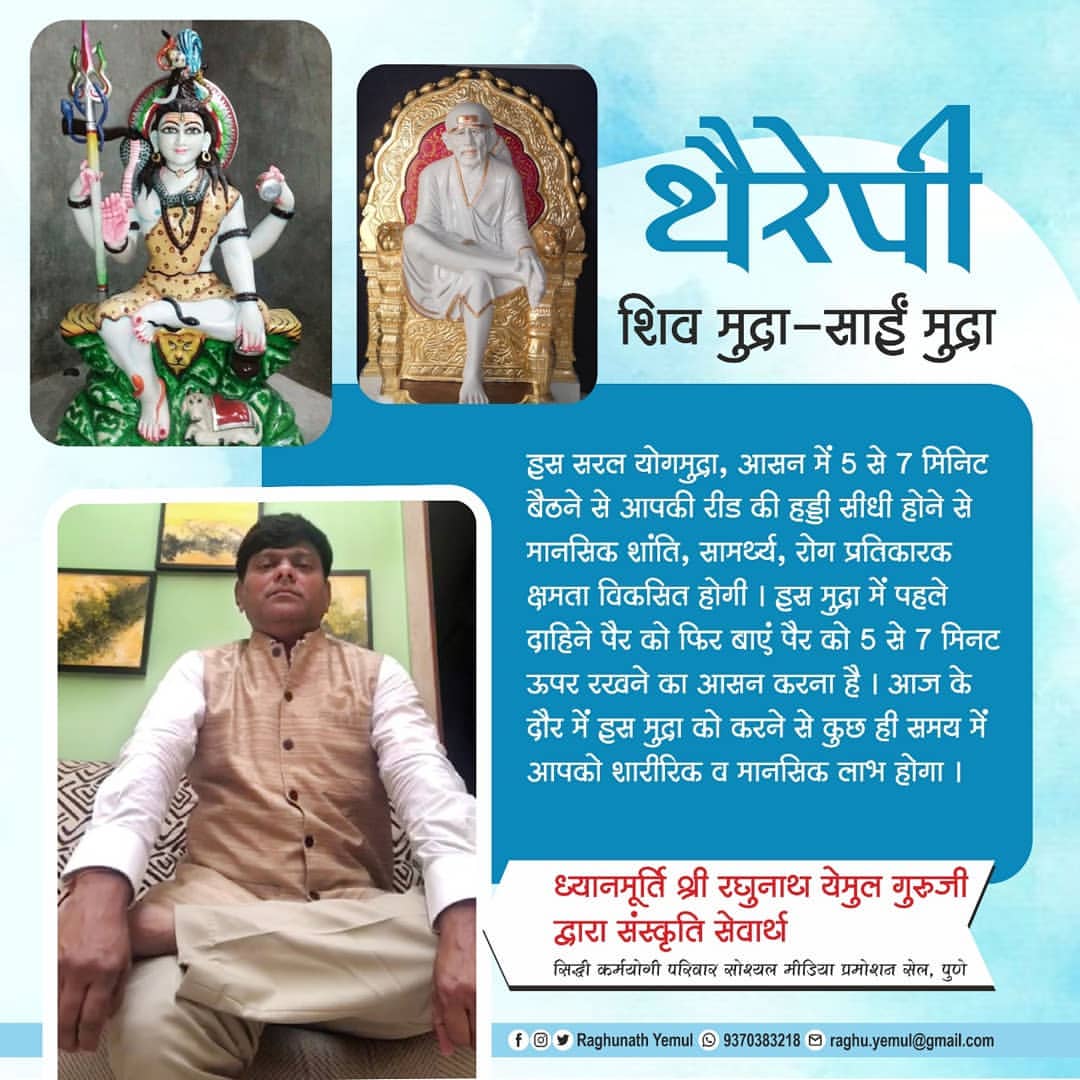 थैरेपी
शिव मुद्रा-साईं मुद्रा
इस सरल योगमुद्रा, आसन में 5 से 7 मिनिट
बैठने से आपकी रीड की हड्डी सीधी होने से
मानसिक शांति, सामर्थ्य, रोग प्रतिकारक
क्षमता विकसित होगी । इस मुद्रा में पहले
दाहिने पैर को फिर बाएं पैर को 5 से 7 मिनट
ऊपर रखने का आसन करना है । आज के
दौर में इस मुद्रा को करने से कुछ ही समय में
आपको शारीरिक व मानसिक लाभ होगा ।
ध्यानमूर्ति श्री रघुनाथ येमुल गुरुजी
द्वारा संस्कृति सेवार्थ
सिद्धी कर्मयोगी परिवार सोश्यल मीडिया प्रमोशन सेल, पुणे
Raghunath Yemul 9370383218 raghu.yemul@gmail.com